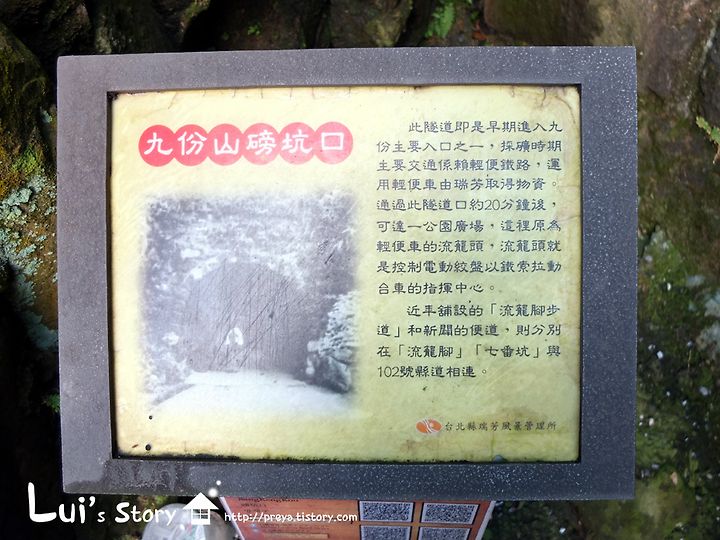 九份山磅坑口
此隧道即是早期進入九
份主要入口之一，採礦時期
主要交通係賴輕便鐵路，運
用輕便車由瑞芳取得物資。
通過此隧道口約20分鐘後，
可達一公園廣場，這裡原為
輕便車的流籠頭，流籠頭就
是控制電動絞盤以鐵索拉動
台車的指揮中心。
近年舖設的「流籠腳步
道」和新闢的便道，則分別
在「流籠腳」「七番坑」與
102號縣道相連。
台北縣瑞芳風景管理所
Lui's Story
http://preya.tistory.com